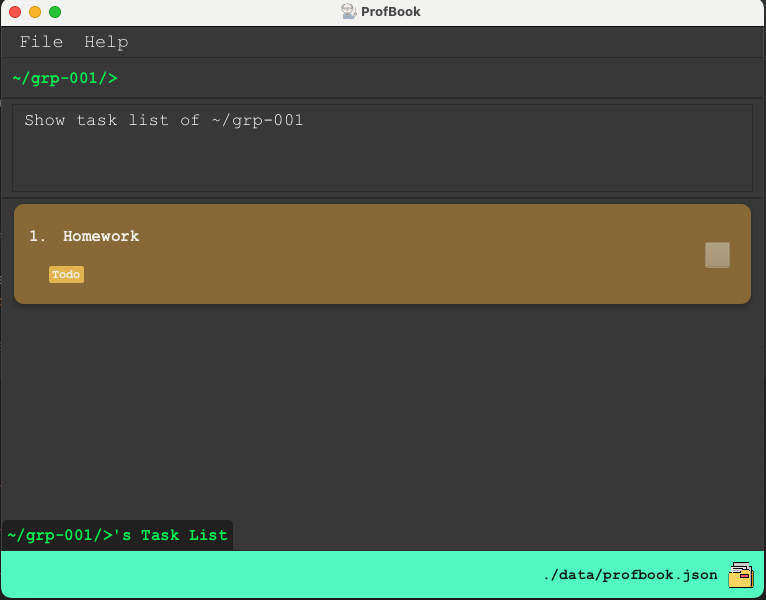 ProfBook
File Help
~/grp-001/>
Show task list of ~/grp-001
1. Homework
Todo
~/grp-001/>'s Task List
./data/profbook.json